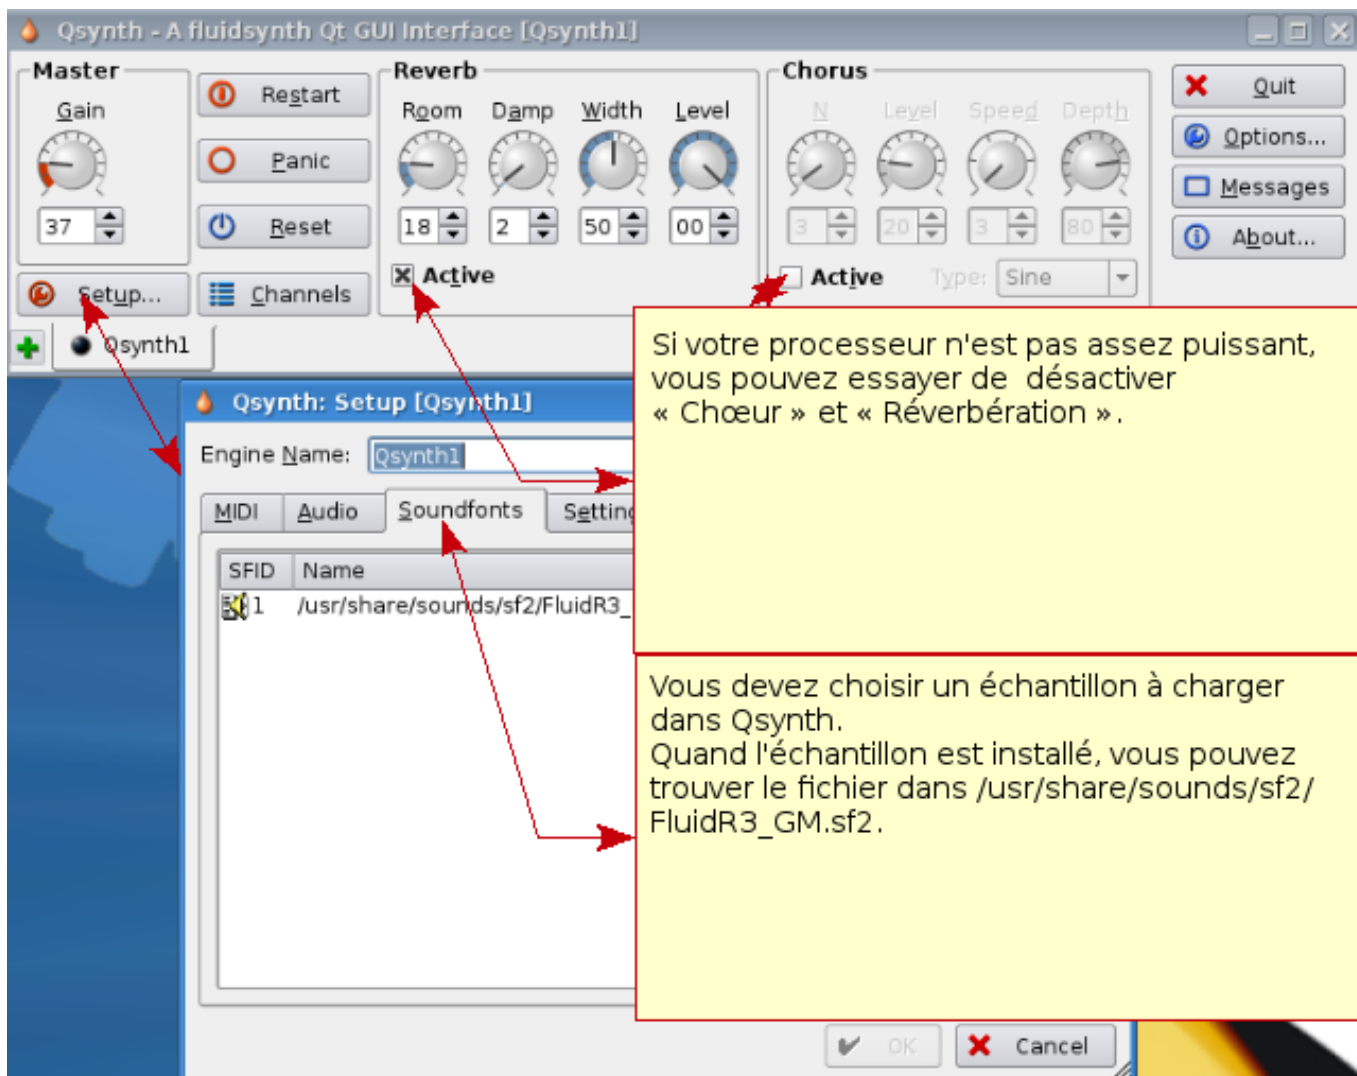 Qsynth - A fluidsynth Qt GUI Interface [Qsynth1]
Master
Gain
37
Setup...
Restart
Panic
Reset
Channels
Reverb
Room Damp Width Level
18 2 50 00
Active
Chorus
N Level Speed Depth
3 20 3 80
Active Type: Sine
Quit
Options...
Messages
About...
Qsynth1
Si votre processeur n'est pas assez puissant,
vous pouvez essayer de désactiver
« Chœur » et « Réverbération ».
Qsynth: Setup [Qsynth1]
Engine Name: Qsynth1
MIDI Audio Soundfonts
SFID Name
1 /usr/share/sounds/sf2/FluidR3_
Vous devez choisir un échantillon à charger
dans Qsynth.
Quand l'échantillon est installé, vous pouvez
trouver le fichier dans /usr/share/sounds/sf2/
FluidR3_GM.sf2.
OK Cancel